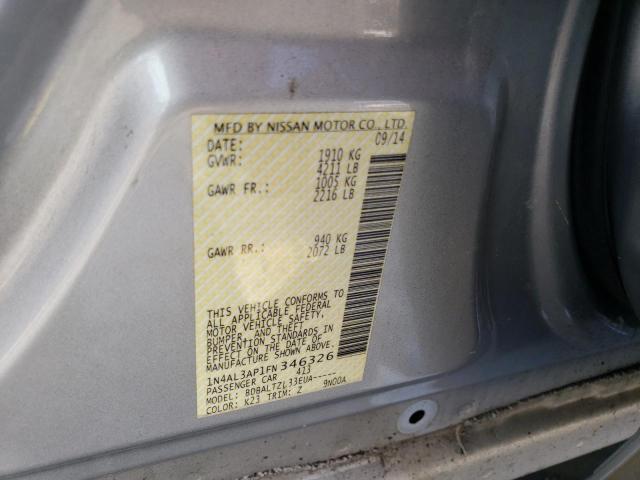 MFD BY NISSAN MOTOR CO., LTD.
DATE: 09/14
GVWR: 1910 KG
4211 LB
GAWR FR.: 1005 KG
2216 LB
GAWR RR.: 940 KG
2072 LB
THIS VEHICLE CONFORMS TO
ALL APPLICABLE FEDERAL
MOTOR VEHICLE SAFETY,
BUMPER, AND THEFT
PREVENTION STANDARDS IN
EFFECT ON THE DATE OF
MANUFACTURE SHOWN ABOVE.
1N4AL3AP1FN346326
PASSENGER CAR 413
MODEL: BDBALTZL33EUA-----
COLOR: K23 TRIM: Z 9N00A